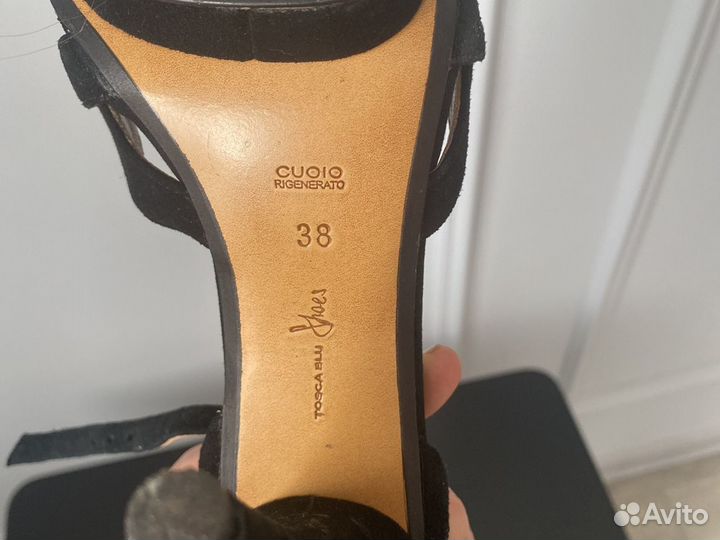 CUOIO
RIGENERATO
38
TOSCA BLU Shoes
Avito